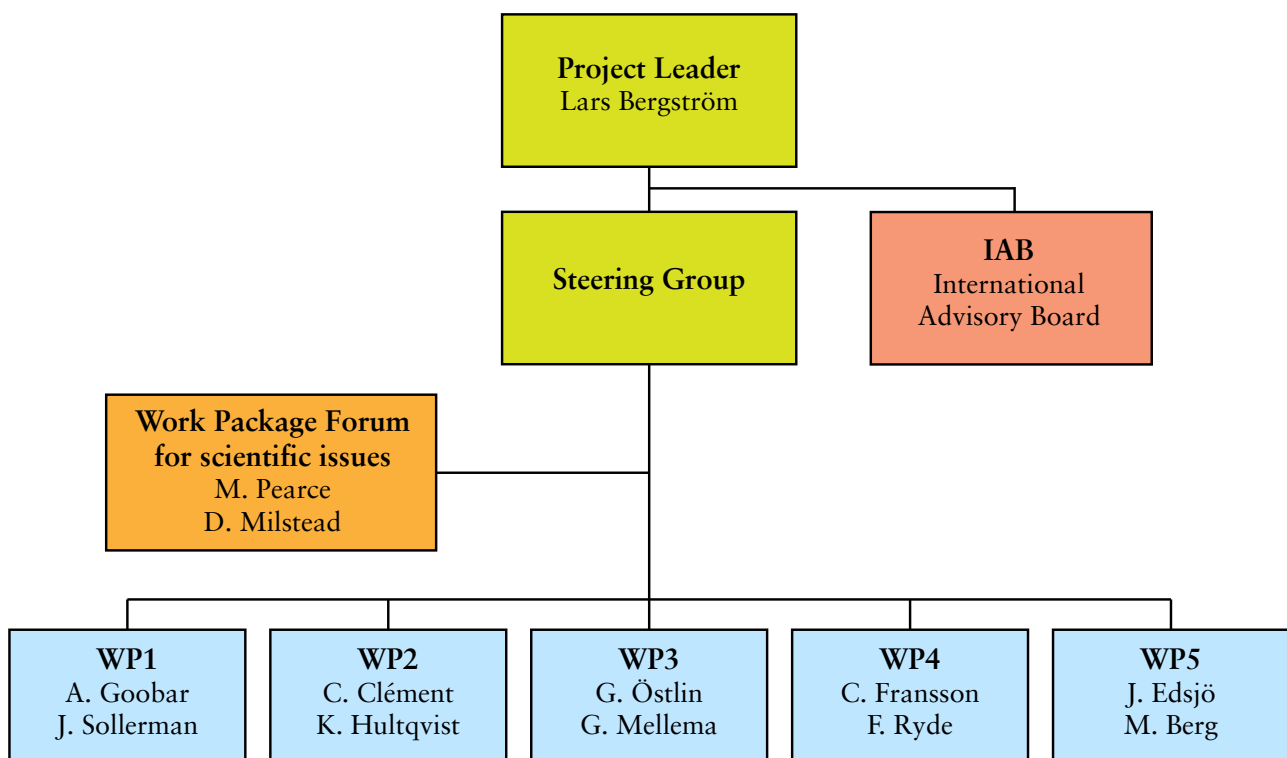 Project Leader
Lars Bergström
Steering Group
IAB
International
Advisory Board
Work Package Forum
for scientific issues
M. Pearce
D. Milstead
WP1
A. Goobar
J. Sollerman
WP2
C. Clément
K. Hultqvist
WP3
G. Östlin
G. Mellema
WP4
C. Fransson
F. Ryde
WP5
J. Edsjö
M. Berg